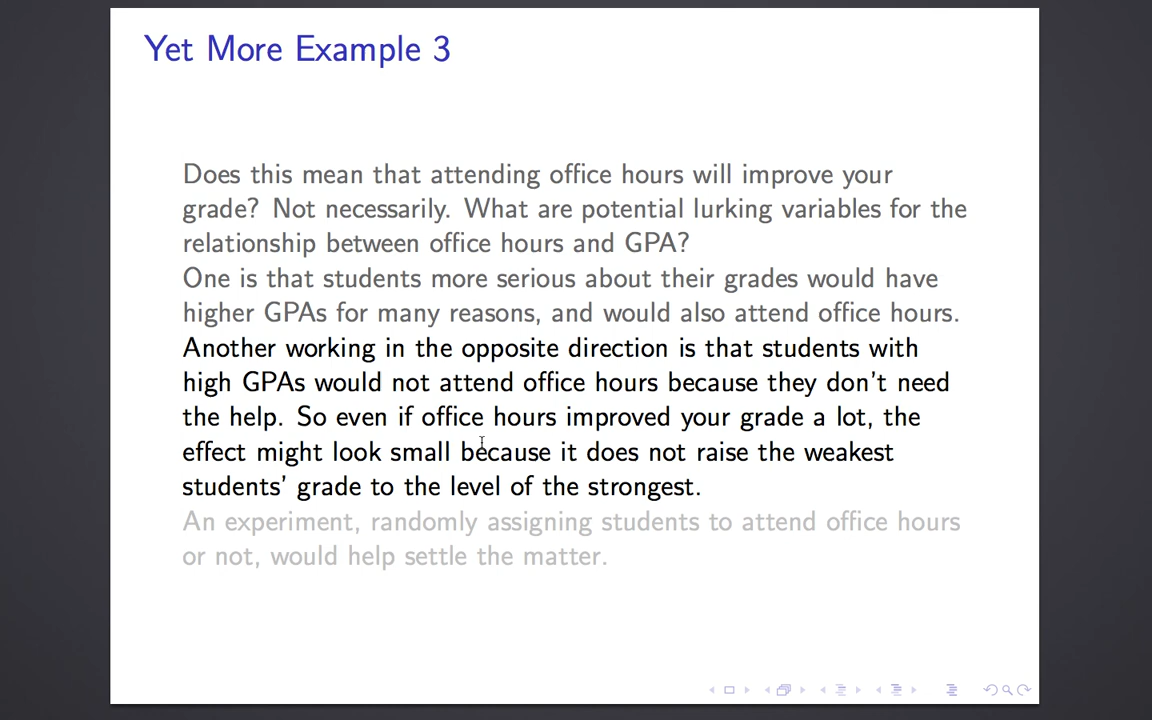 Yet More Example 3
Does this mean that attending office hours will improve your
grade? Not necessarily. What are potential lurking variables for the
relationship between office hours and GPA?
One is that students more serious about their grades would have
higher GPAs for many reasons, and would also attend office hours.
Another working in the opposite direction is that students with
high GPAs would not attend office hours because they don't need
the help. So even if office hours improved your grade a lot, the
effect might look small because it does not raise the weakest
students' grade to the level of the strongest.
An experiment, randomly assigning students to attend office hours
or not, would help settle the matter.